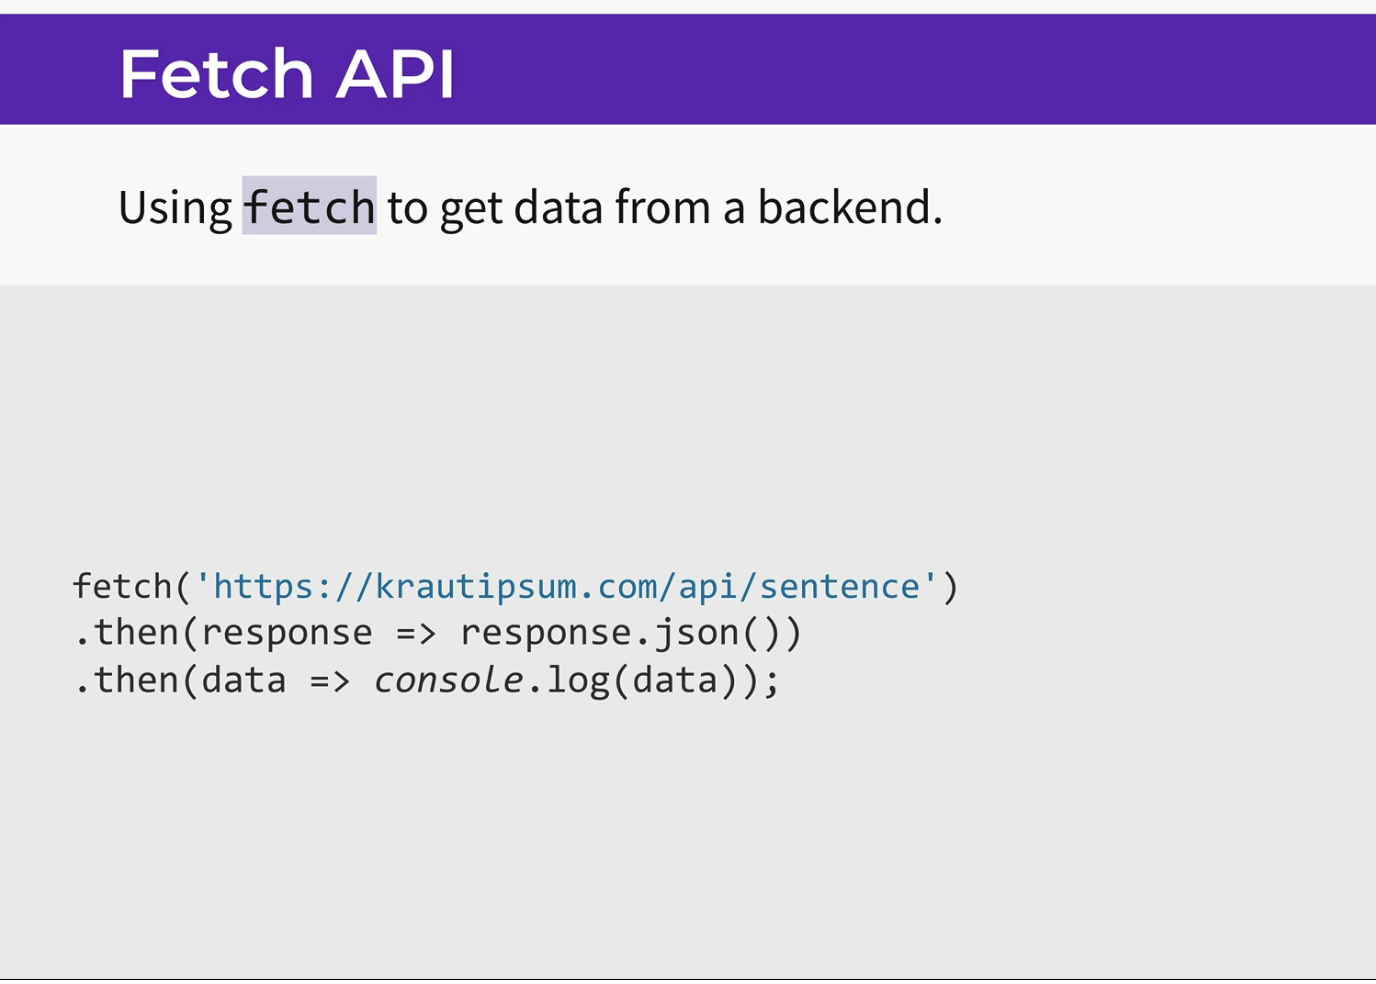 Fetch API
Using fetch to get data from a backend.
fetch('https://krautipsum.com/api/sentence')
.then(response => response.json())
.then(data => console.log(data));